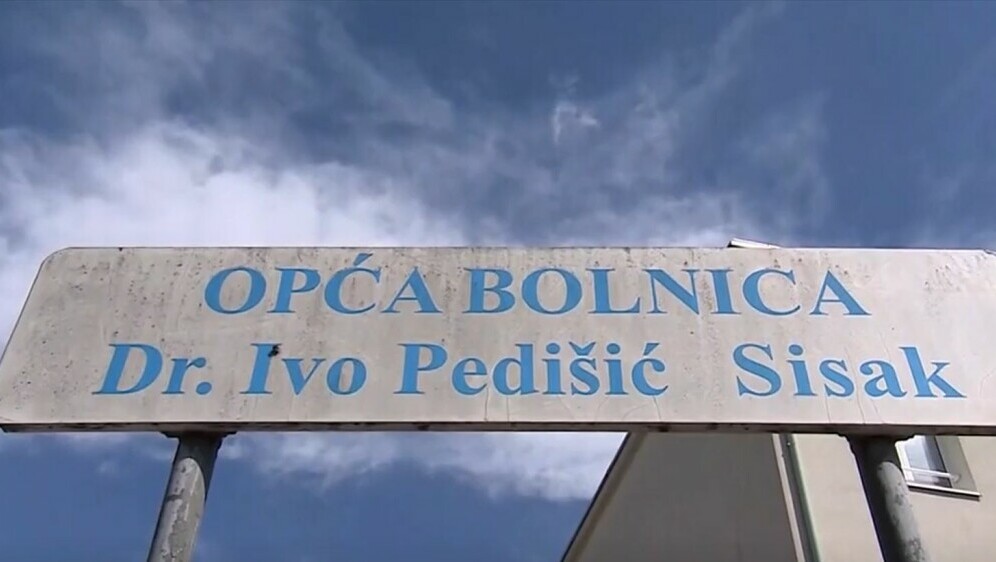 OPĆA BOLNICA
Dr. Ivo Pedišić Sisak